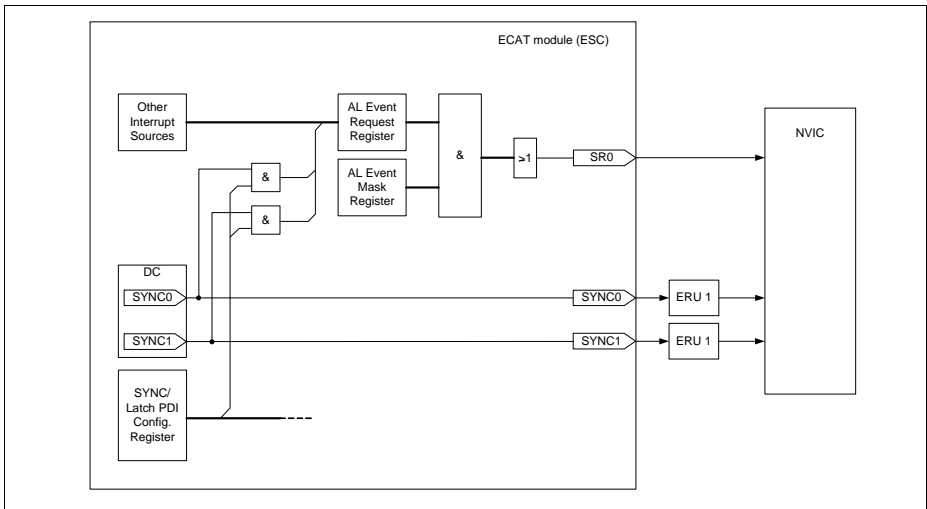 ECAT module (ESC)
Other
Interrupt
Sources
AL Event
Request
Register
AL Event
Mask
Register
&
≥1
SR0
NVIC
&
&
DC
SYNC0
SYNC1
SYNC0
SYNC1
ERU 1
ERU 1
SYNC/
Latch PDI
Config.
Register